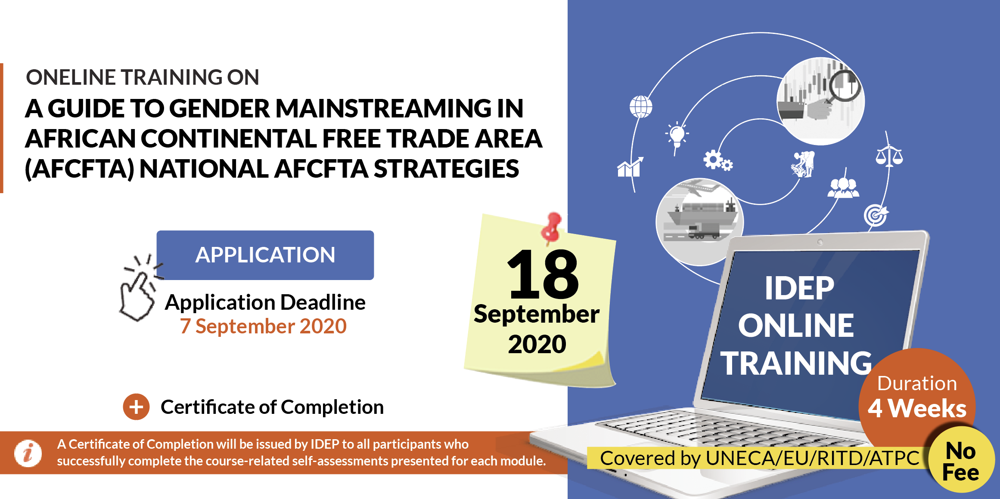 ONELINE TRAINING ON
A GUIDE TO GENDER MAINSTREAMING IN
AFRICAN CONTINENTAL FREE TRADE AREA
(AFCFTA) NATIONAL AFCFTA STRATEGIES
APPLICATION
Application Deadline
7 September 2020
18
September
2020
IDEP
ONLINE
TRAINING
Duration
4 Weeks
Certificate of Completion
i
A Certificate of Completion will be issued by IDEP to all participants who
successfully complete the course-related self-assessments presented for each module.
Covered by UNECA/EU/RITD/ATPC
No
Fee